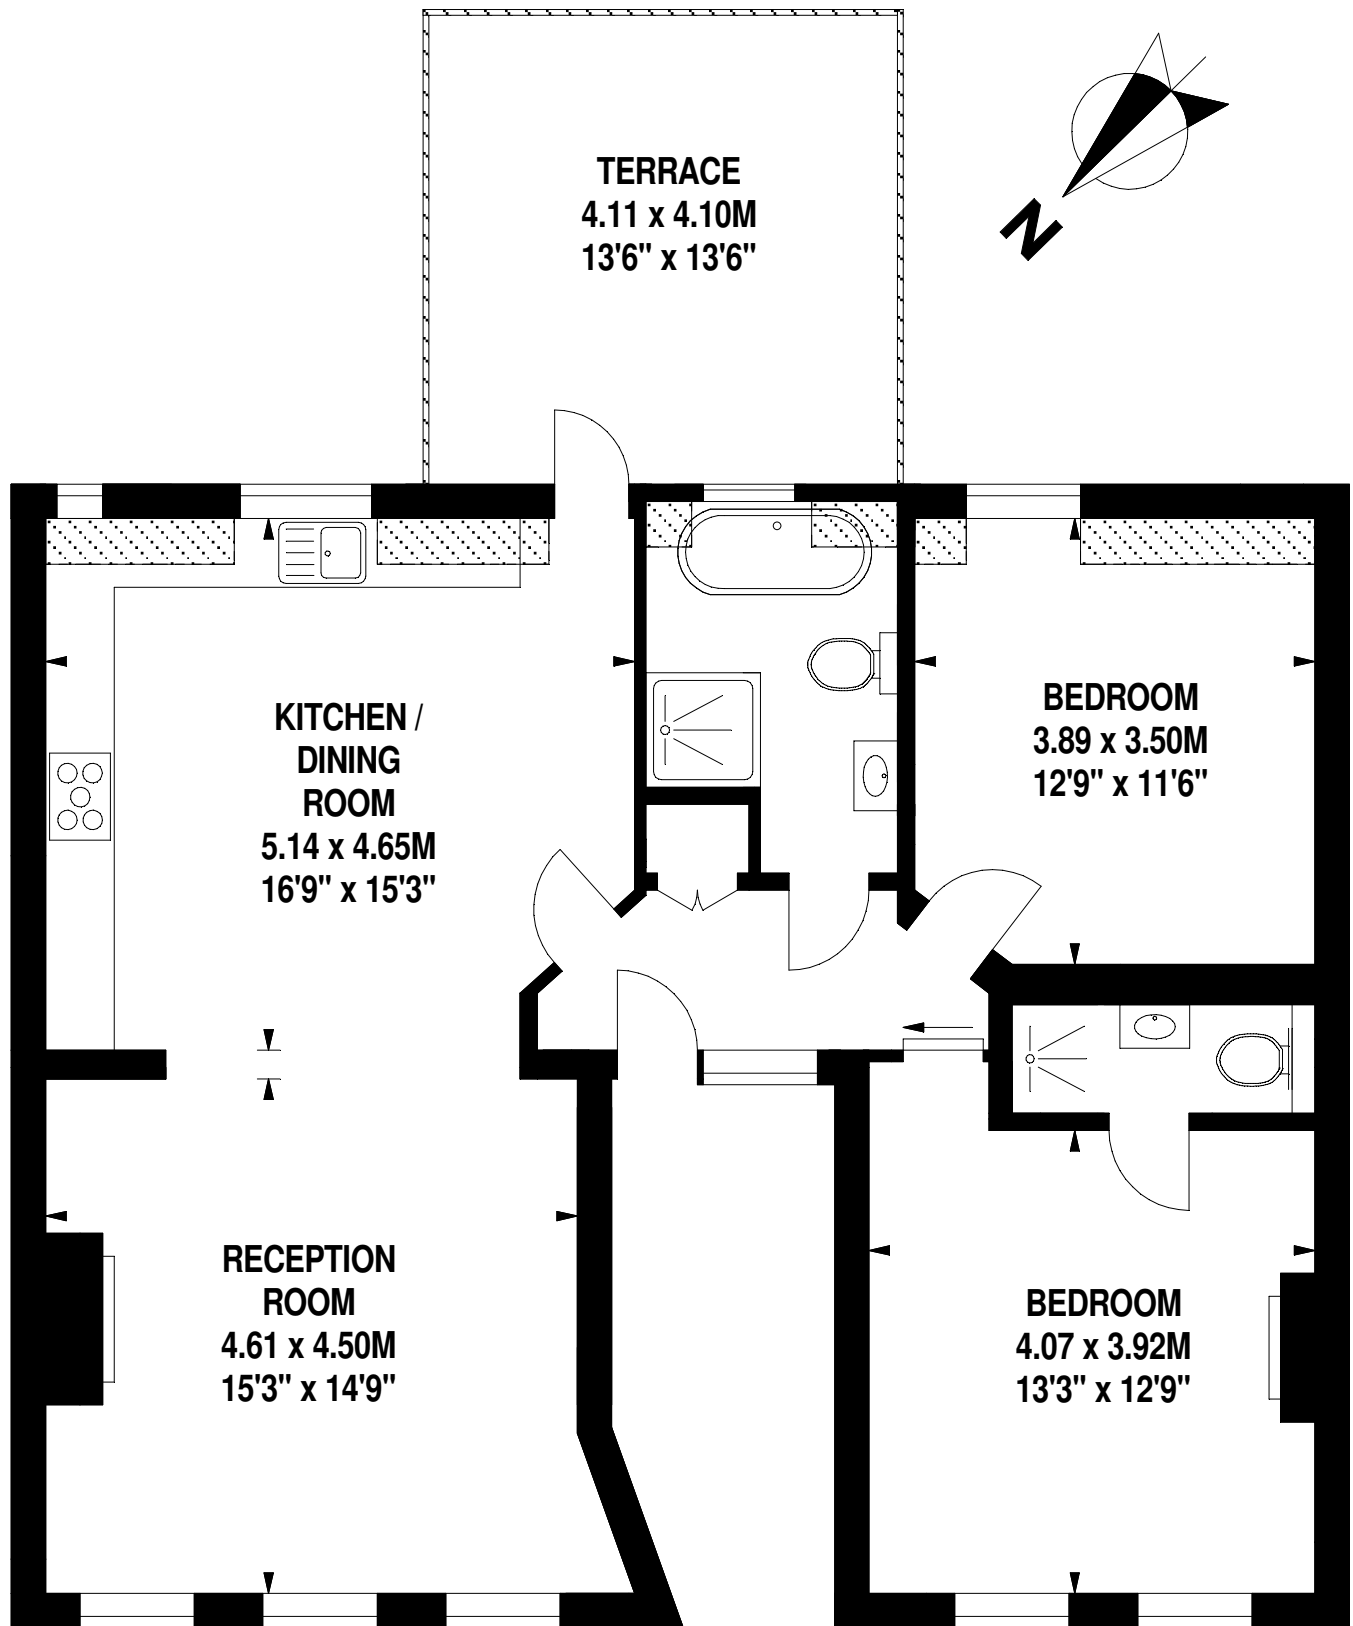 TERRACE
4.11 x 4.10M
13'6" x 13'6"
N
KITCHEN /
DINING
ROOM
5.14 x 4.65M
16'9" x 15'3"
BEDROOM
3.89 x 3.50M
12'9" x 11'6"
RECEPTION
ROOM
4.61 x 4.50M
15'3" x 14'9"
BEDROOM
4.07 x 3.92M
13'3" x 12'9"